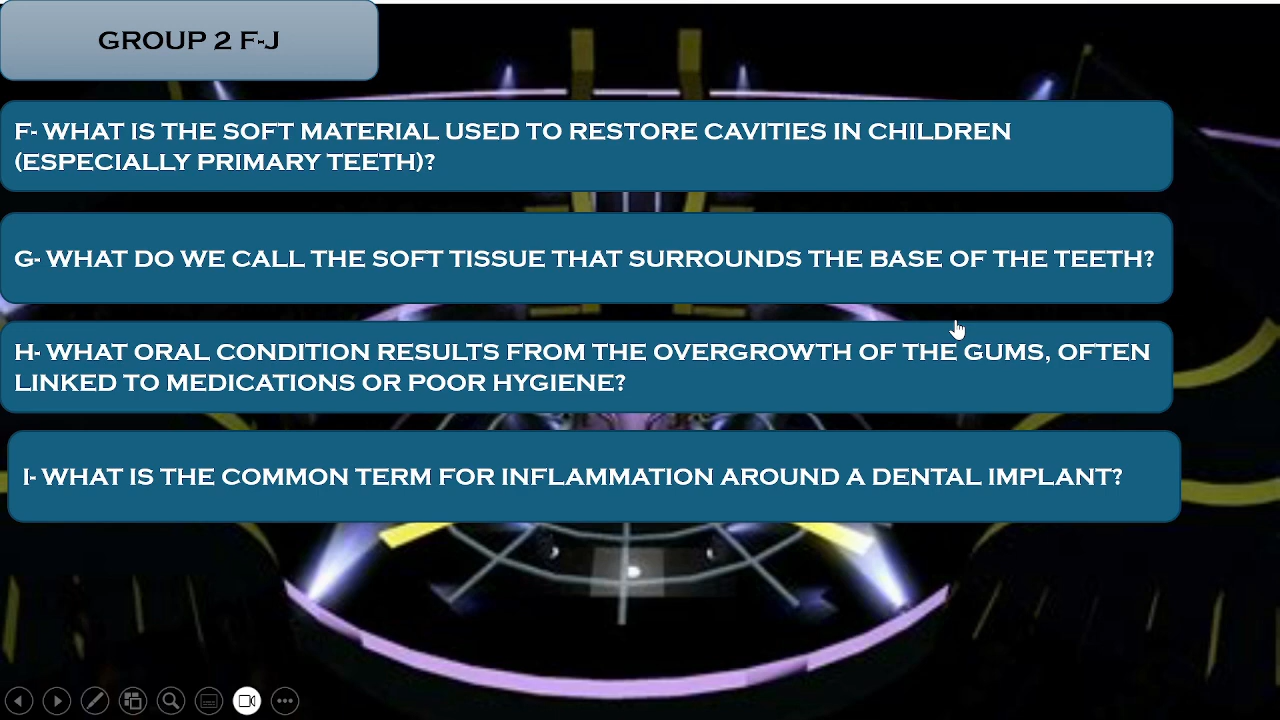 GROUP 2 F-J
F- WHAT IS THE SOFT MATERIAL USED TO RESTORE CAVITIES IN CHILDREN
(ESPECIALLY PRIMARY TEETH)?
G- WHAT DO WE CALL THE SOFT TISSUE THAT SURROUNDS THE BASE OF THE TEETH?
H- WHAT ORAL CONDITION RESULTS FROM THE OVERGROWTH OF THE GUMS, OFTEN
LINKED TO MEDICATIONS OR POOR HYGIENE?
I- WHAT IS THE COMMON TERM FOR INFLAMMATION AROUND A DENTAL IMPLANT?